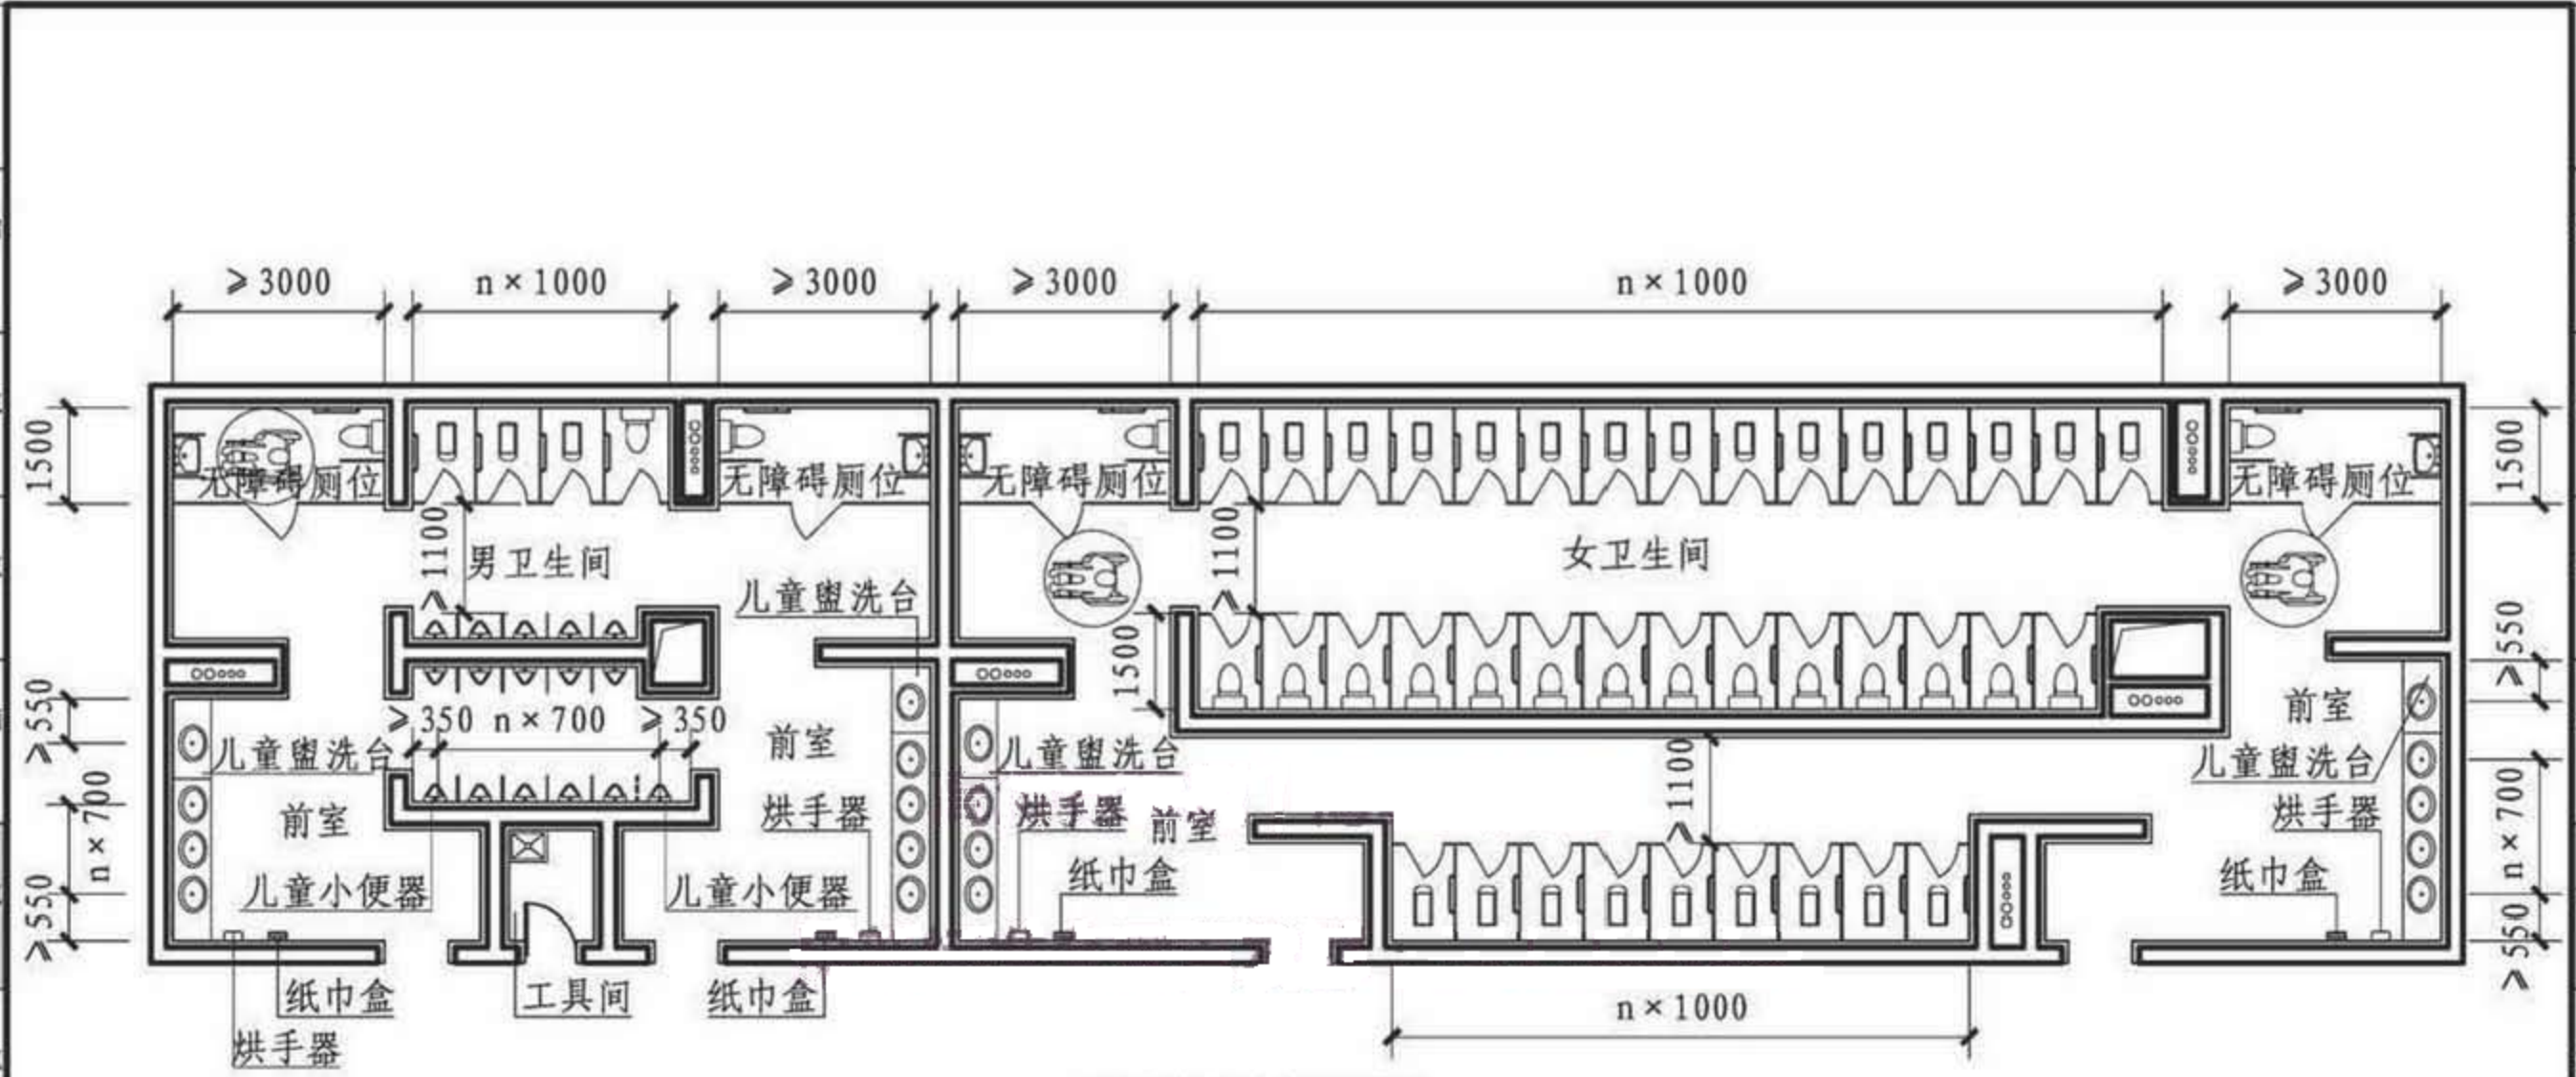 ≥3000
n×1000
≥3000
≥3000
n×1000
≥3000
1500
无障碍厕位
无障碍厕位
无障碍厕位
无障碍厕位
1500
≥1100
男卫生间
儿童盥洗台
≥1100
女卫生间
1500
≥550
≥550
≥350 n×700 ≥350
儿童盥洗台
前室
儿童盥洗台
≥1100
前室
儿童盥洗台
n×700
前室
烘手器
烘手器
前室
烘手器
n×700
≥550
儿童小便器
儿童小便器
纸巾盒
纸巾盒
≥550
纸巾盒
工具间
纸巾盒
n×1000
烘手器